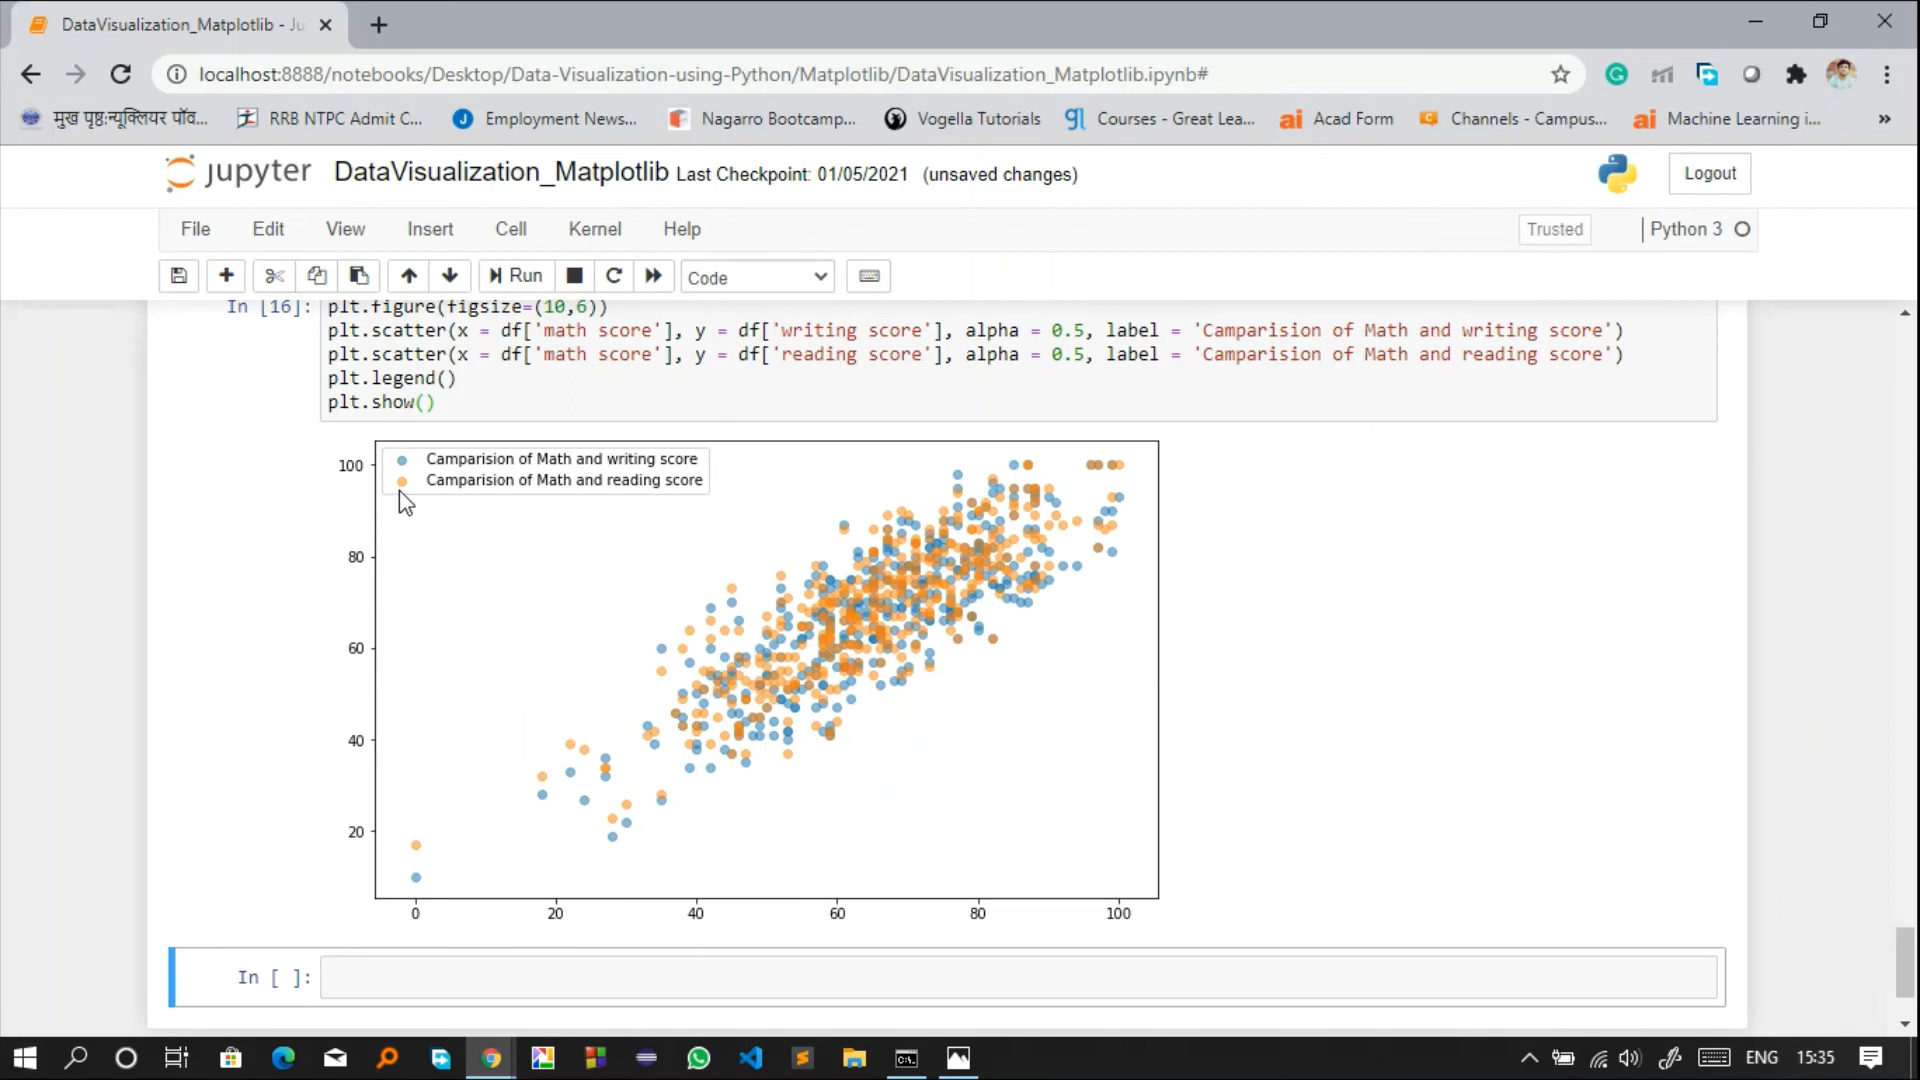 DataVisualization_Matplotlib - Ju
localhost:8888/notebooks/Desktop/Data-Visualization-using-Python/Matplotlib/DataVisualization_Matplotlib.ipynb#
मुख पृष्ठ:न्यूक्लियर पॉव... RRB NTPC Admit C... Employment News... Nagarro Bootcamp... Vogella Tutorials Courses - Great Lea... Acad Form Channels - Campus... Machine Learning i... »
jupyter DataVisualization_Matplotlib Last Checkpoint: 01/05/2021 (unsaved changes) Logout
File Edit View Insert Cell Kernel Help Trusted Python 3
Run Code
In [16]: plt.figure(figsize=(10,6))
plt.scatter(x = df['math score'], y = df['writing score'], alpha = 0.5, label = 'Camparision of Math and writing score')
plt.scatter(x = df['math score'], y = df['reading score'], alpha = 0.5, label = 'Camparision of Math and reading score')
plt.legend()
plt.show()
Camparision of Math and writing score
Camparision of Math and reading score
100
80
60
40
20
0 20 40 60 80 100
In [ ]:
ENG 15:35